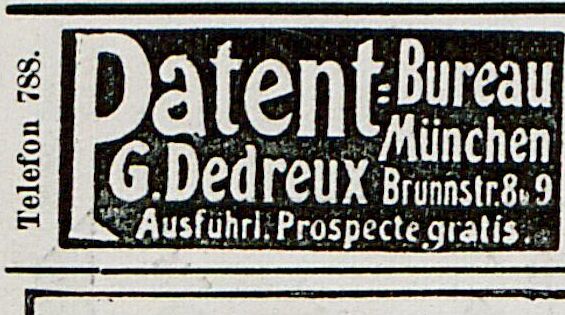 Telefon 788.
Patent-Bureau
München
G. Dedreux Brunnstr. 8 u. 9
Ausführl. Prospecte gratis.